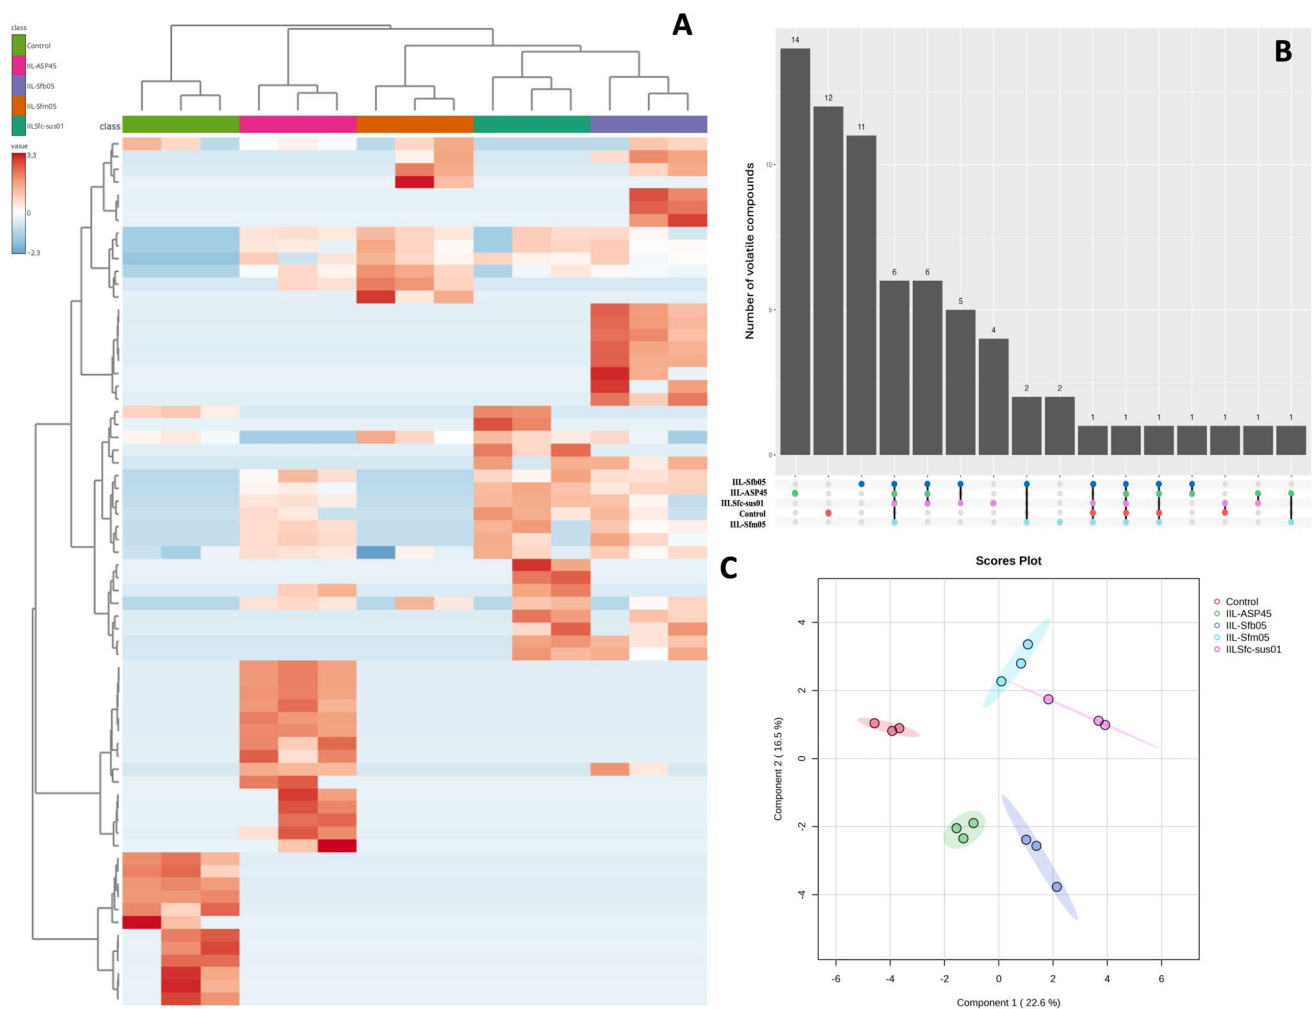 A
class
Control
IIL-ASP45
IIL-Sfb05
IIL-Sfm05
IILSfc-sus01
value
3.3
0
-2.3
class
B
Number of volatile compounds
10
5
0
14
12
11
6
6
5
4
2
2
1
1
1
1
1
1
1
IIL-Sfb05
IIL-ASP45
IILSfc-sus01
Control
IIL-Sfm05
C
Scores Plot
Component 2 ( 16.5 %)
4
2
0
-2
-4
-6
-4
-2
0
2
4
6
Component 1 ( 22.6 %)
Control
IIL-ASP45
IIL-Sfb05
IIL-Sfm05
IILSfc-sus01